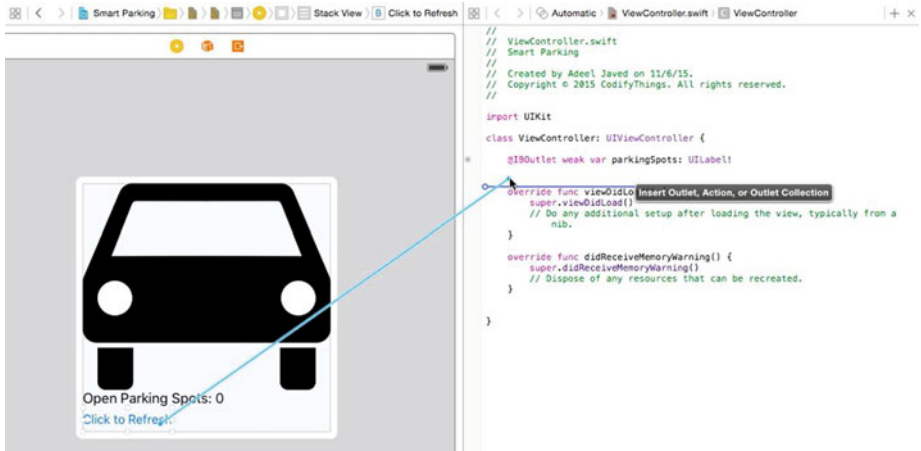 Smart Parking
Stack View
B Click to Refresh
Automatic
ViewController.swift
C ViewController
//
// ViewController.swift
// Smart Parking
//
// Created by Adeel Javed on 11/6/15.
// Copyright © 2015 CodifyThings. All rights reserved.
//
import UIKit
class ViewController: UIViewController {
@IBOutlet weak var parkingSpots: UILabel!
override func viewDidLo
Insert Outlet, Action, or Outlet Collection
super.viewDidLoad()
// Do any additional setup after loading the view, typically from a
nib.
}
override func didReceiveMemoryWarning() {
super.didReceiveMemoryWarning()
// Dispose of any resources that can be recreated.
}
}
Open Parking Spots: 0
Click to Refresh